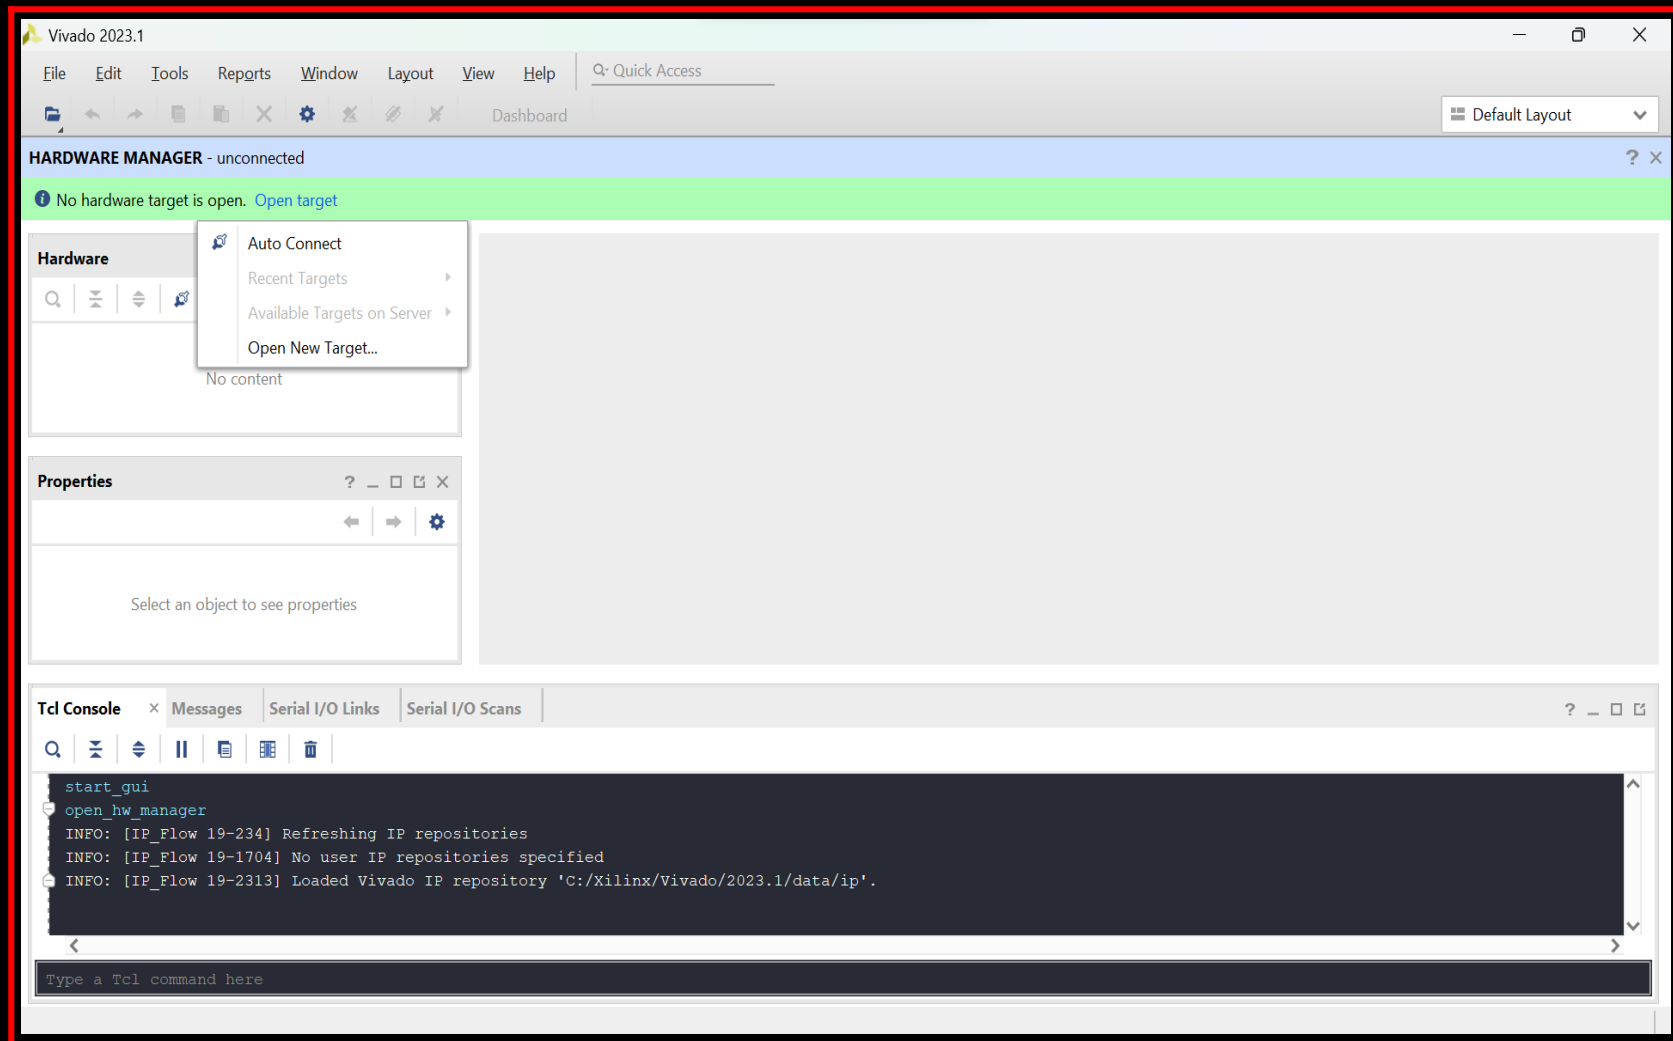 Vivado 2023.1
File Edit Tools Reports Window Layout View Help Quick Access
Dashboard
Default Layout
HARDWARE MANAGER - unconnected
No hardware target is open. Open target
Auto Connect
Recent Targets
Available Targets on Server
Open New Target...
Hardware
No content
Properties
Select an object to see properties
Tcl Console Messages Serial I/O Links Serial I/O Scans
start_gui
open_hw_manager
INFO: [IP_Flow 19-234] Refreshing IP repositories
INFO: [IP_Flow 19-1704] No user IP repositories specified
INFO: [IP_Flow 19-2313] Loaded Vivado IP repository 'C:/Xilinx/Vivado/2023.1/data/ip'.
Type a Tcl command here